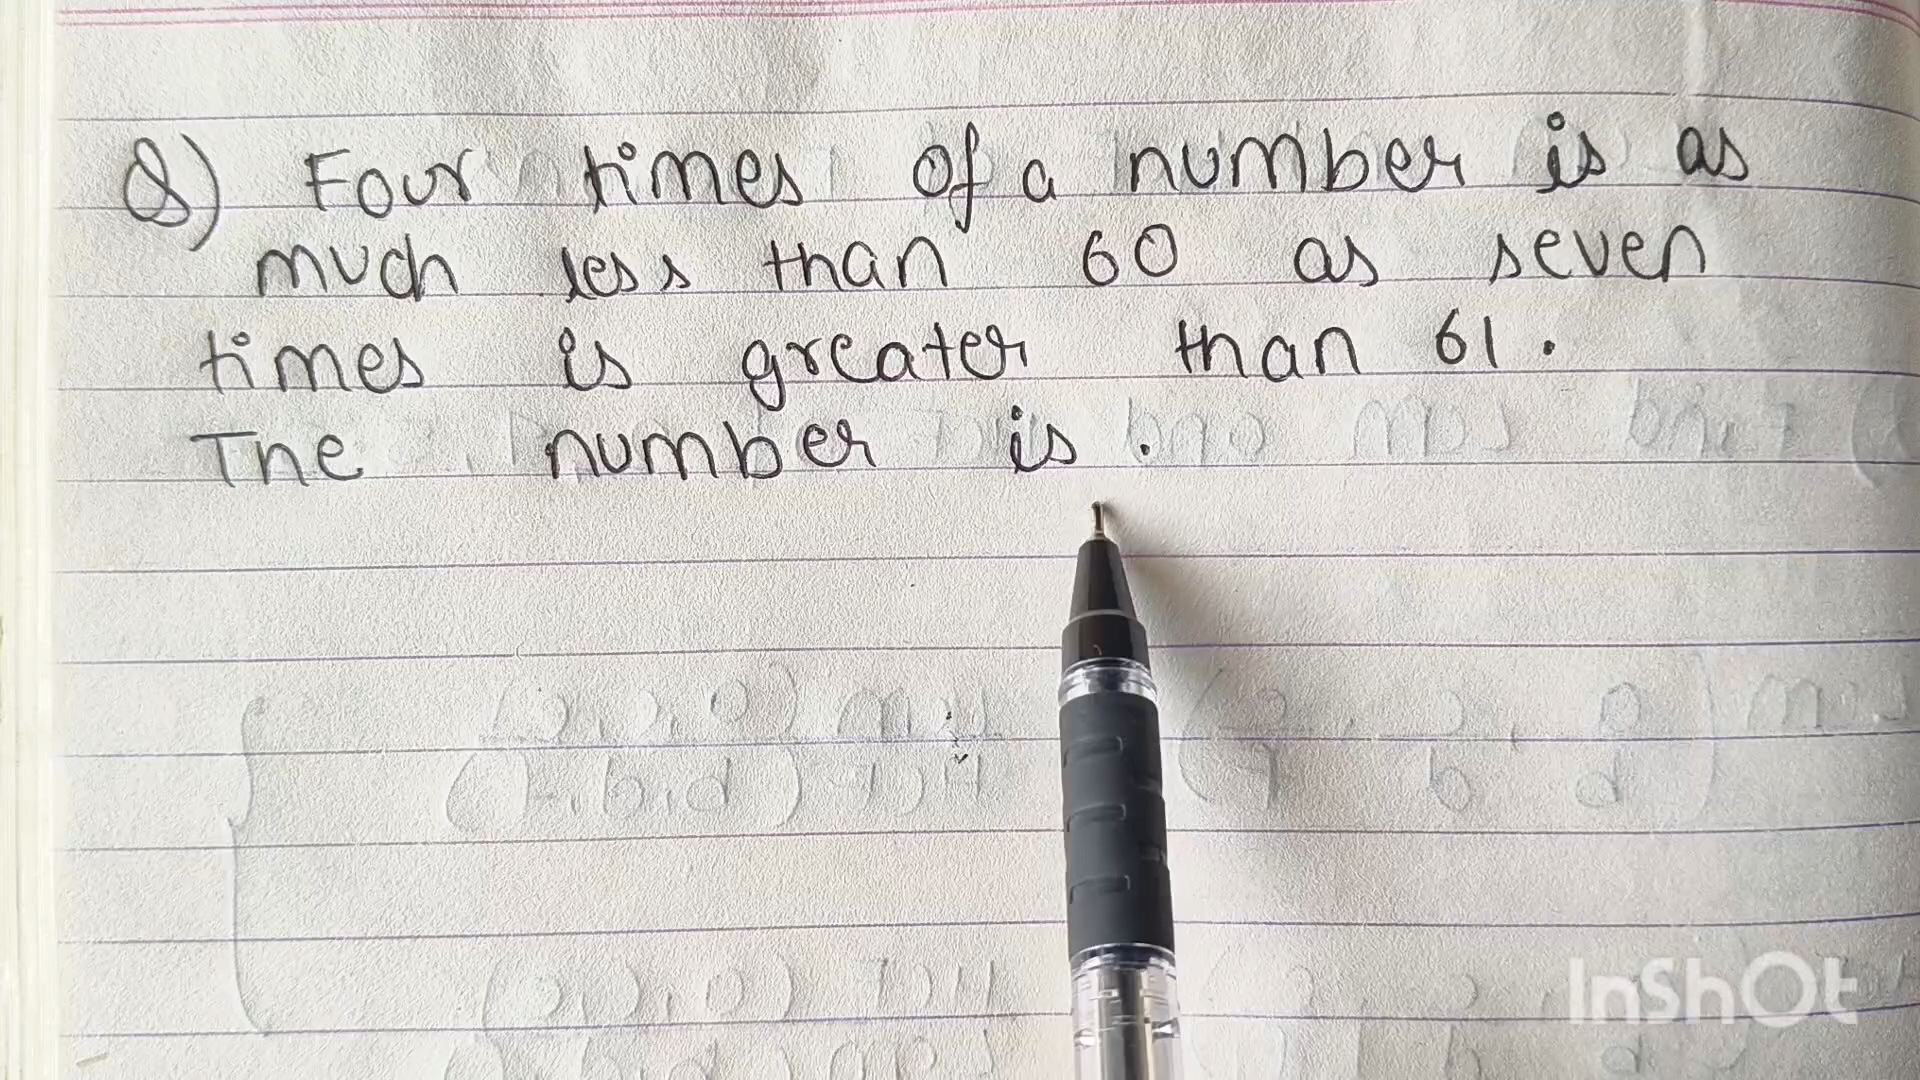 Q) Four times of a number is as
much less than 60 as seven
times is greater than 61.
The number is.
InShOt